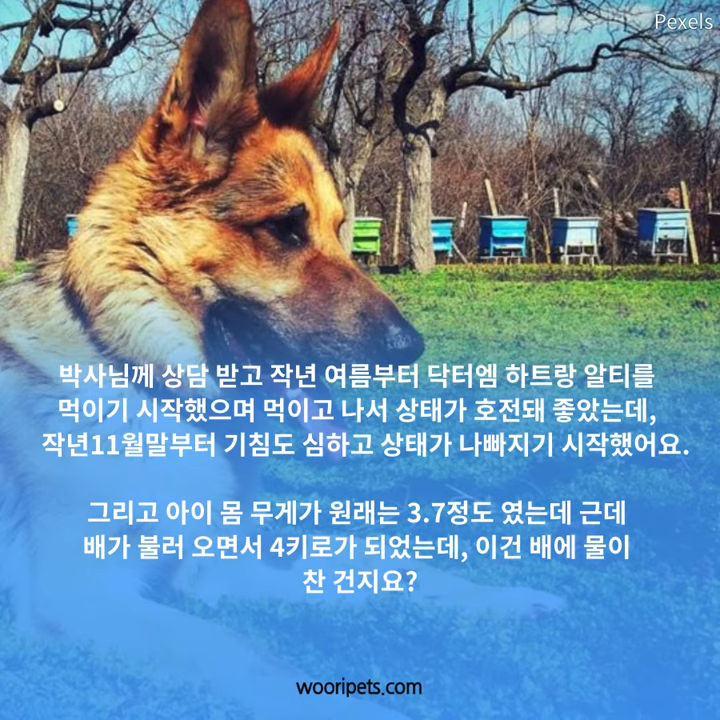 Pexels
박사님께 상담 받고 작년 여름부터 닥터엠 하트랑 알티를
먹이기 시작했으며 먹이고 나서 상태가 호전돼 좋았는데,
작년11월말부터 기침도 심하고 상태가 나빠지기 시작했어요.
그리고 아이 몸 무게가 원래는 3.7정도 였는데 근데
배가 불러 오면서 4키로가 되었는데, 이건 배에 물이
찬 건지요?
wooripets.com